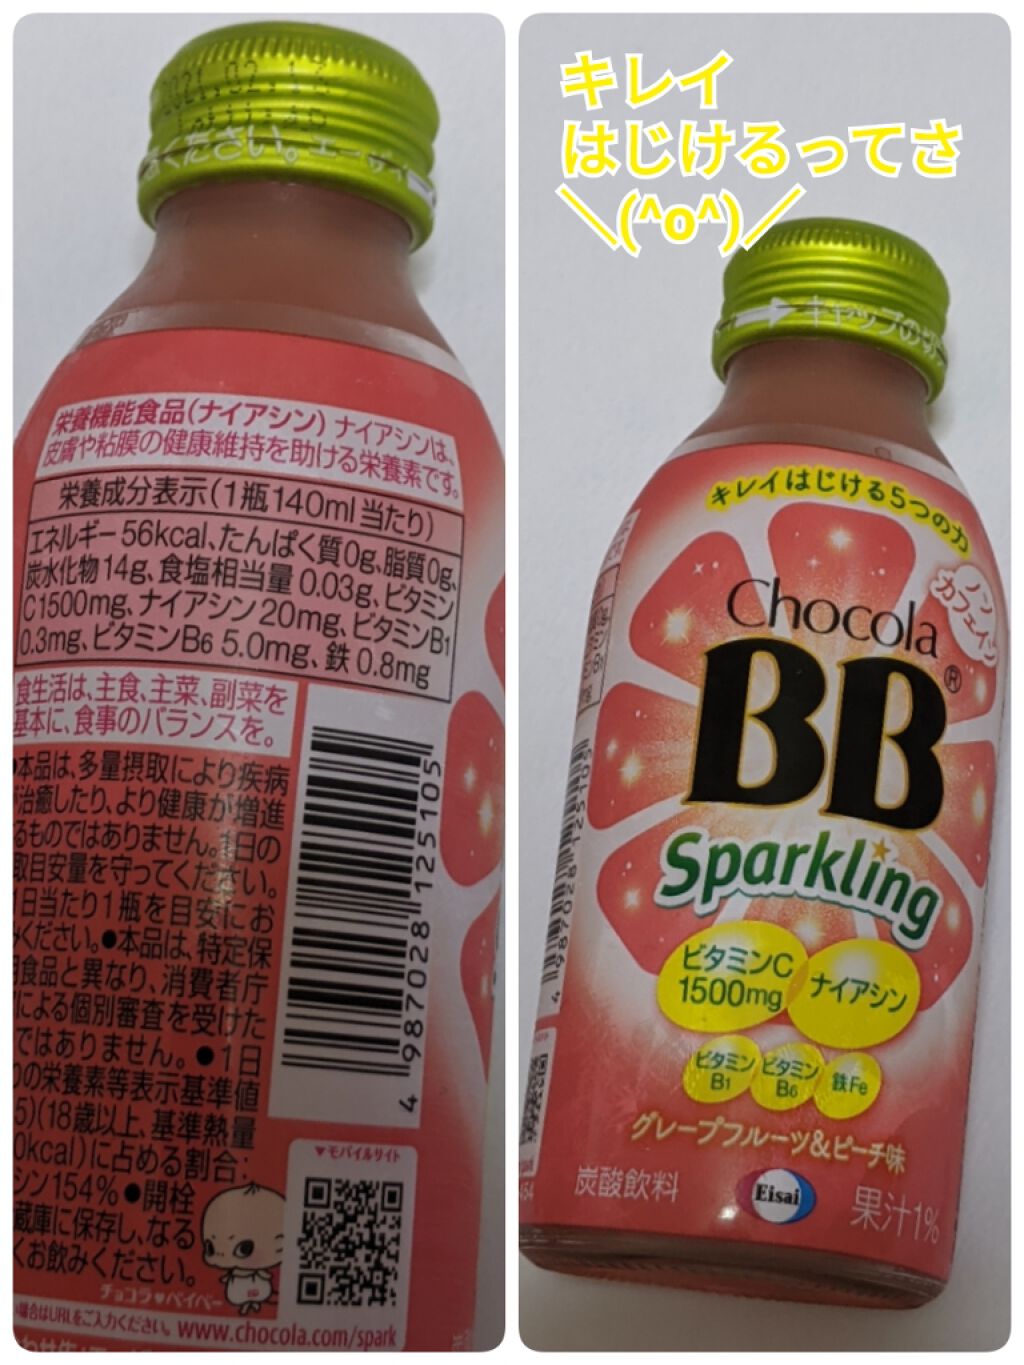 2021.02.1
ください。エーザイ
栄養機能食品(ナイアシン) ナイアシンは、
皮膚や粘膜の健康維持を助ける栄養素です。
栄養成分表示(1瓶140ml当たり)
エネルギー56kcal、たんぱく質0g、脂質0g、
炭水化物14g、食塩相当量0.03g、ビタミン
C1500mg、ナイアシン20mg、ビタミンB1
0.3mg、ビタミンB6 5.0mg、鉄0.8mg
食生活は、主食、主菜、副菜を
基本に、食事のバランスを。
●本品は、多量摂取により疾病
が治癒したり、より健康が増進
るものではありません。1日の
取目安量を守ってください。
1日当たり1瓶を目安にお
みください。●本品は、特定保
用食品と異なり、消費者庁
による個別審査を受けた
ではありません。●1日
の栄養素等表示基準値
5)(18歳以上、基準熱量
0kcal)に占める割合:
シン154%●開栓
蔵庫に保存し、なる
くお飲みください。
4987028125105
▼モバイルサイト
チョコラ♥ベイベー
場合はURLをご入力ください。 www.chocola.com/spark
キレイ
はじけるってさ
＼(^o^)／
キャップの
キレイはじける5つの力
ノン
カフェイン
Chocola
BB®
Sparkling
ビタミンC
1500mg
ナイアシン
ビタミン
B1
ビタミン
B6
鉄Fe
グレープフルーツ&ピーチ味
炭酸飲料
Eisai
果汁1%
4987028125105